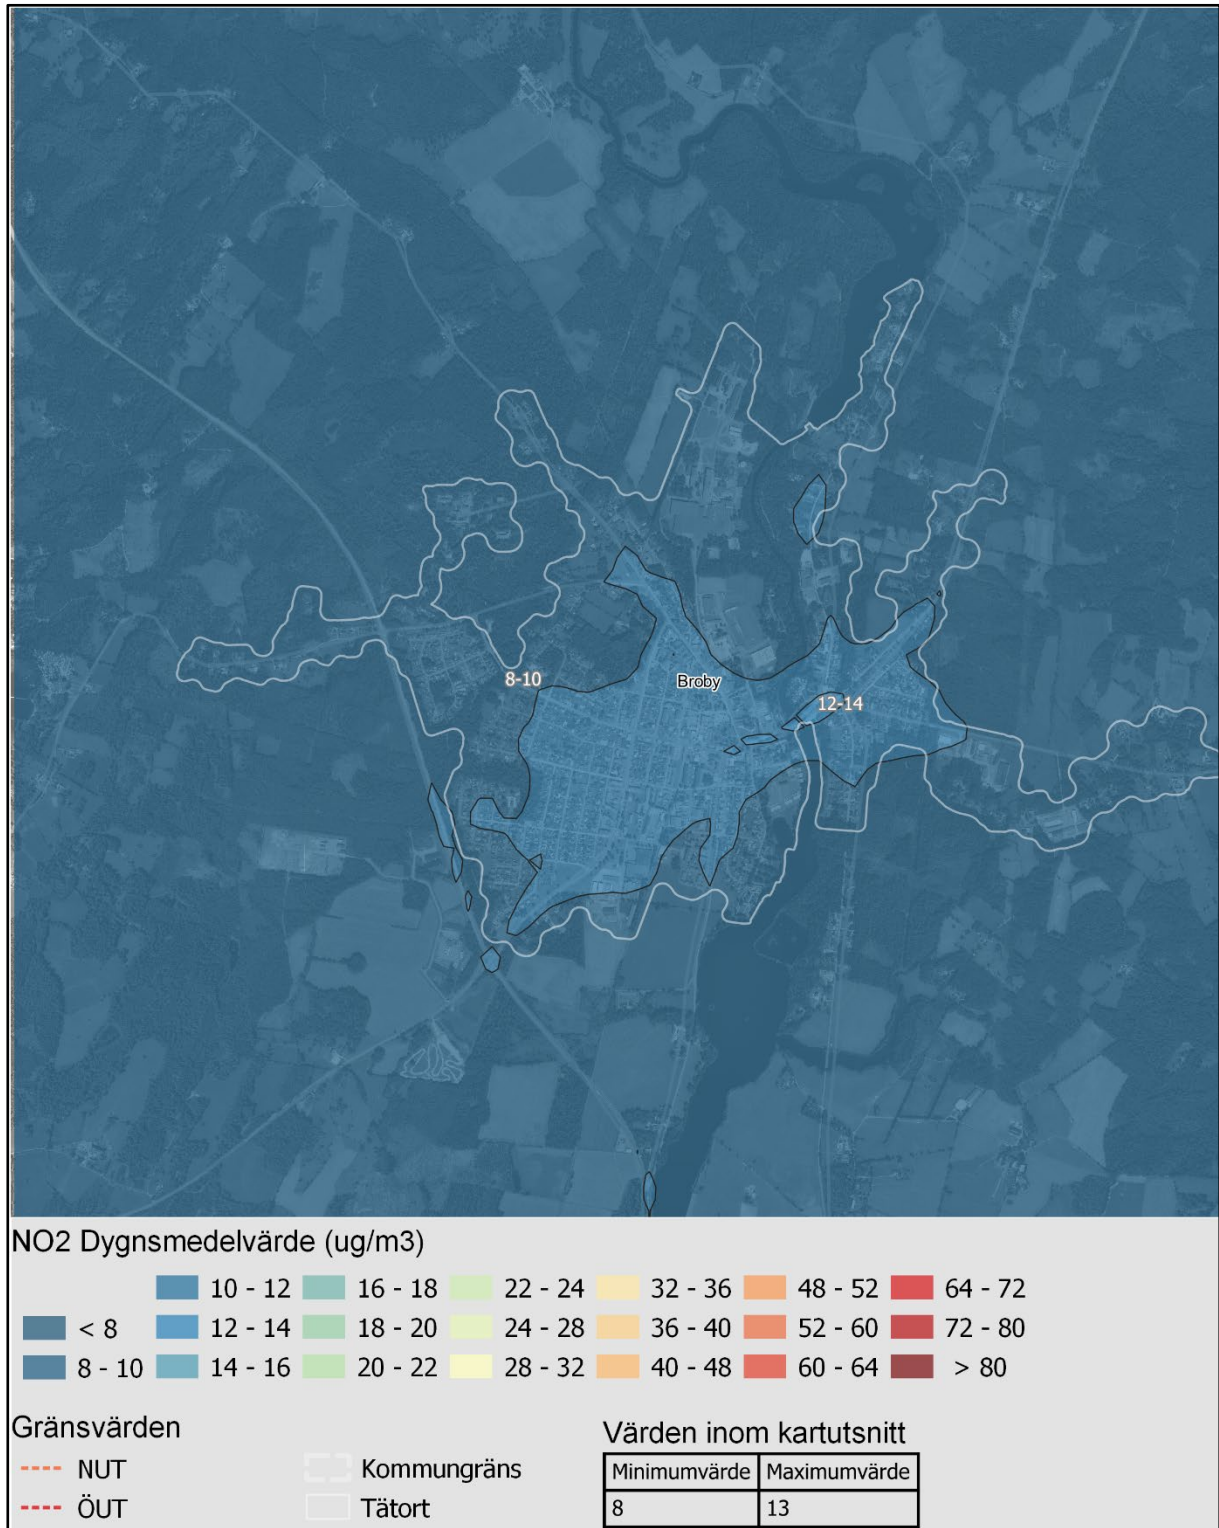 8-10
Broby
12-14
NO2 Dygnsmedelvärde (ug/m3)
10 - 12 16 - 18 22 - 24 32 - 36 48 - 52 64 - 72
< 8 12 - 14 18 - 20 24 - 28 36 - 40 52 - 60 72 - 80
8 - 10 14 - 16 20 - 22 28 - 32 40 - 48 60 - 64 > 80
Gränsvärden
NUT
ÖUT
Kommungräns
Tätort
Värden inom kartutsnitt
Minimumvärde Maximumvärde
8 13